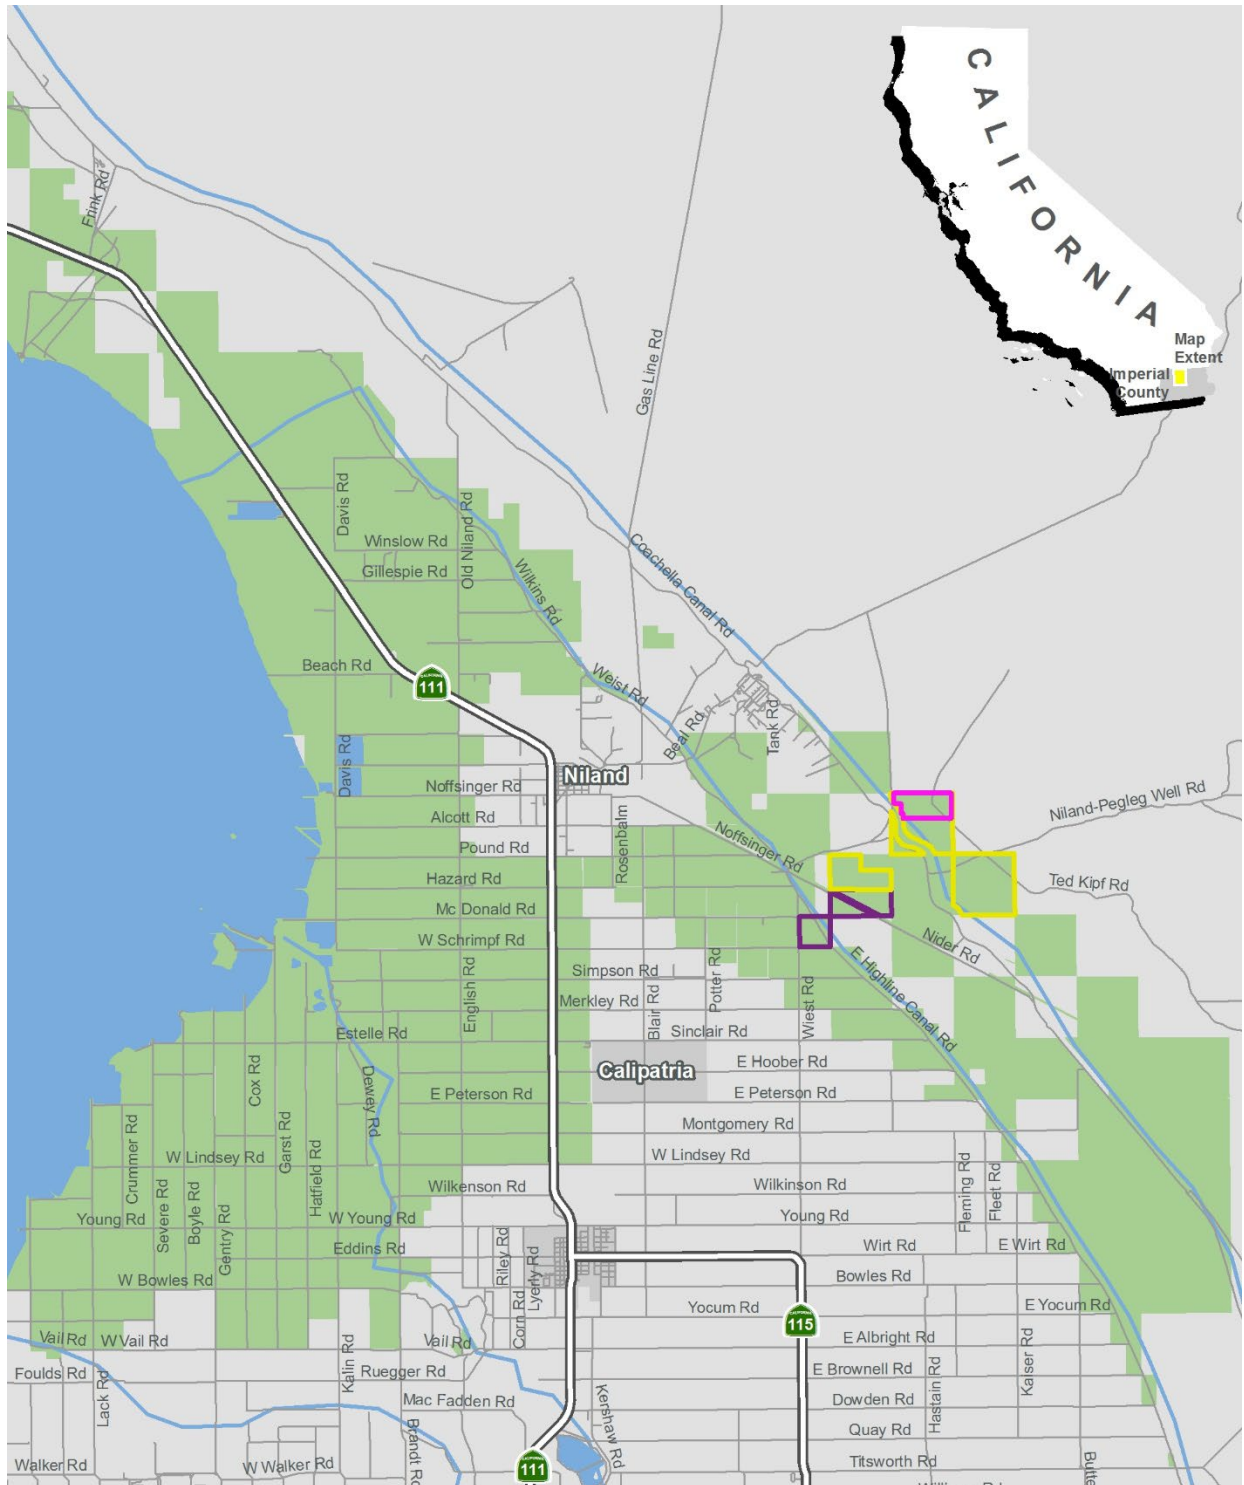 CALIFORNIA
Map
Extent
Imperial
County
Frink Rd
Gas Line Rd
Davis Rd
Old Niland Rd
Winslow Rd
Gillespie Rd
Wilkins Rd
Coachella Canal Rd
Beach Rd
CALIFORNIA
111
Weist Rd
Beal Rd
Tank Rd
Davis Rd
Niland
Noffsinger Rd
Niland-Pegleg Well Rd
Alcott Rd
Rosenbalm
Noffsinger Rd
Pound Rd
Hazard Rd
Ted Kipf Rd
Mc Donald Rd
W Schrimpf Rd
Nider Rd
English Rd
Simpson Rd
Potter Rd
E Highline Canal Rd
Merkley Rd
Blair Rd
Wiest Rd
Estelle Rd
Sinclair Rd
Cox Rd
Dewey Rd
Calipatria
E Hoober Rd
E Peterson Rd
E Peterson Rd
Crummer Rd
Garst Rd
Montgomery Rd
W Lindsey Rd
W Lindsey Rd
Hatfield Rd
Wilkenson Rd
Wilkinson Rd
Fleming Rd
Fleet Rd
Young Rd
Severe Rd
Boyle Rd
Gentry Rd
W Young Rd
Young Rd
Eddins Rd
Riley Rd
Lyerly Rd
Wirt Rd
E Wirt Rd
W Bowles Rd
Bowles Rd
Corn Rd
Yocum Rd
E Yocum Rd
CALIFORNIA
115
Vail Rd
W Vail Rd
Kalin Rd
Vail Rd
E Albright Rd
Foulds Rd
Ruegger Rd
E Brownell Rd
Kaiser Rd
Lack Rd
Mac Fadden Rd
Kershaw Rd
Dowden Rd
Hastain Rd
Brandt Rd
Quay Rd
Walker Rd
W Walker Rd
CALIFORNIA
111
Titsworth Rd
Butte